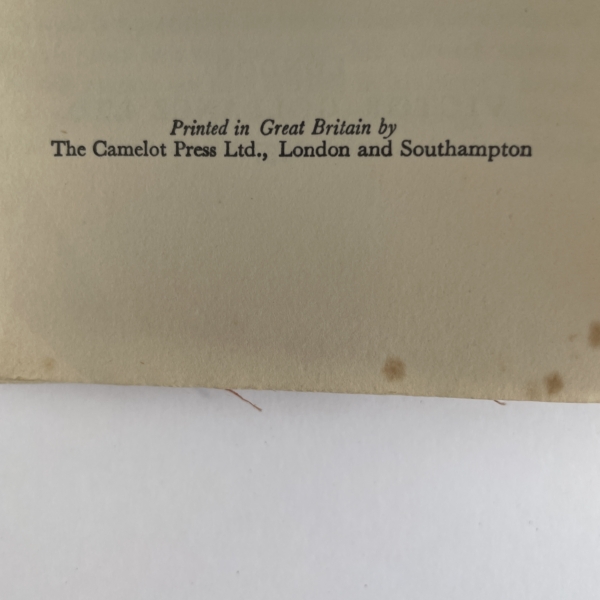 Printed in Great Britain by
The Camelot Press Ltd., London and Southampton